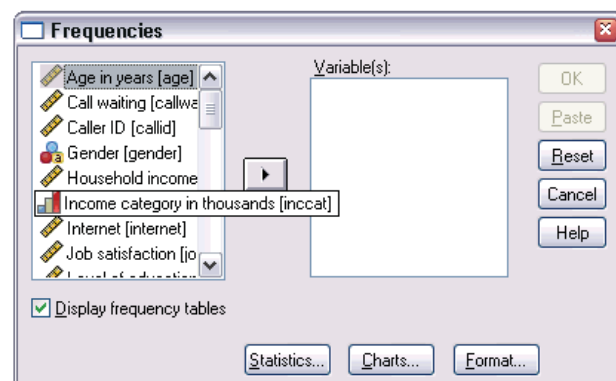 Frequencies
Age in years [age]
Call waiting [callwa
Caller ID [callid]
Gender [gender]
Household income
Income category in thousands [inccat]
Internet [internet]
Job satisfaction [jo
Variable(s):
OK
Paste
Reset
Cancel
Help
Display frequency tables
Statistics...
Charts...
Format...